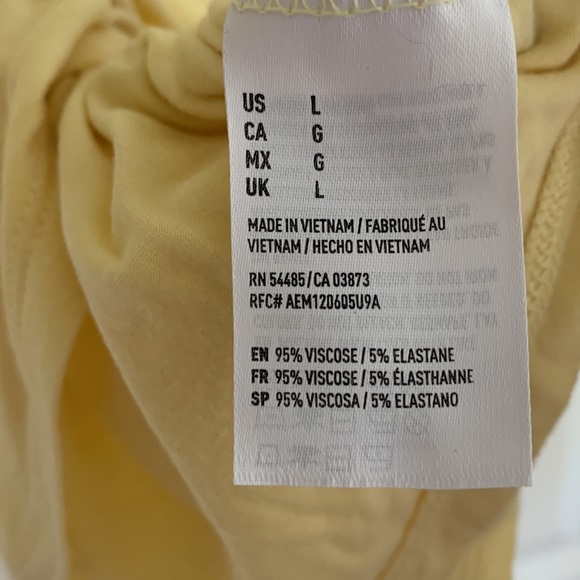 US L
CA G
MX G
UK L
MADE IN VIETNAM / FABRIQUÉ AU
VIETNAM / HECHO EN VIETNAM
RN 54485/CA 03873
RFC# AEM120605U9A
EN 95% VISCOSE / 5% ELASTANE
FR 95% VISCOSE / 5% ÉLASTHANNE
SP 95% VISCOSA / 5% ELASTANO